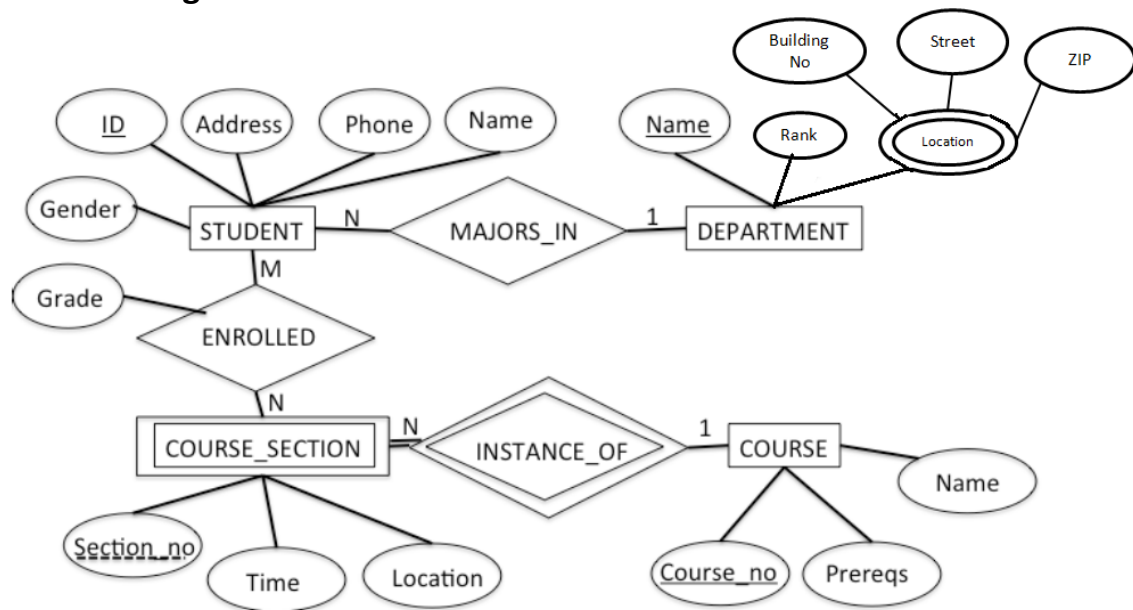 g
Building
No
Street
ZIP
ID
Address
Phone
Name
Name
Rank
Location
Gender
STUDENT
N
MAJORS_IN
1
DEPARTMENT
M
Grade
ENROLLED
N
COURSE_SECTION
N
INSTANCE_OF
1
COURSE
Name
Section_no
Time
Location
Course_no
Prereqs